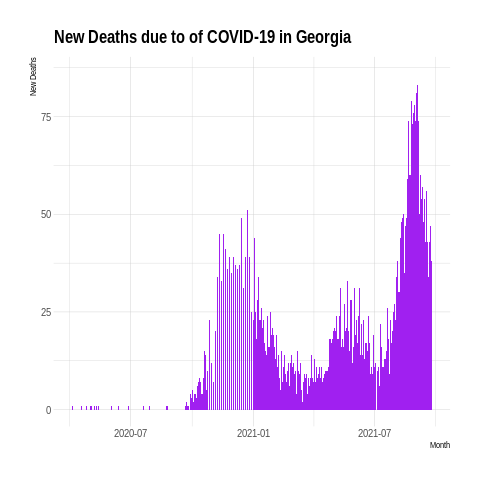 New Deaths due to of COVID-19 in Georgia
New Deaths
75
50
25
0
2020-07
2021-01
2021-07
Month